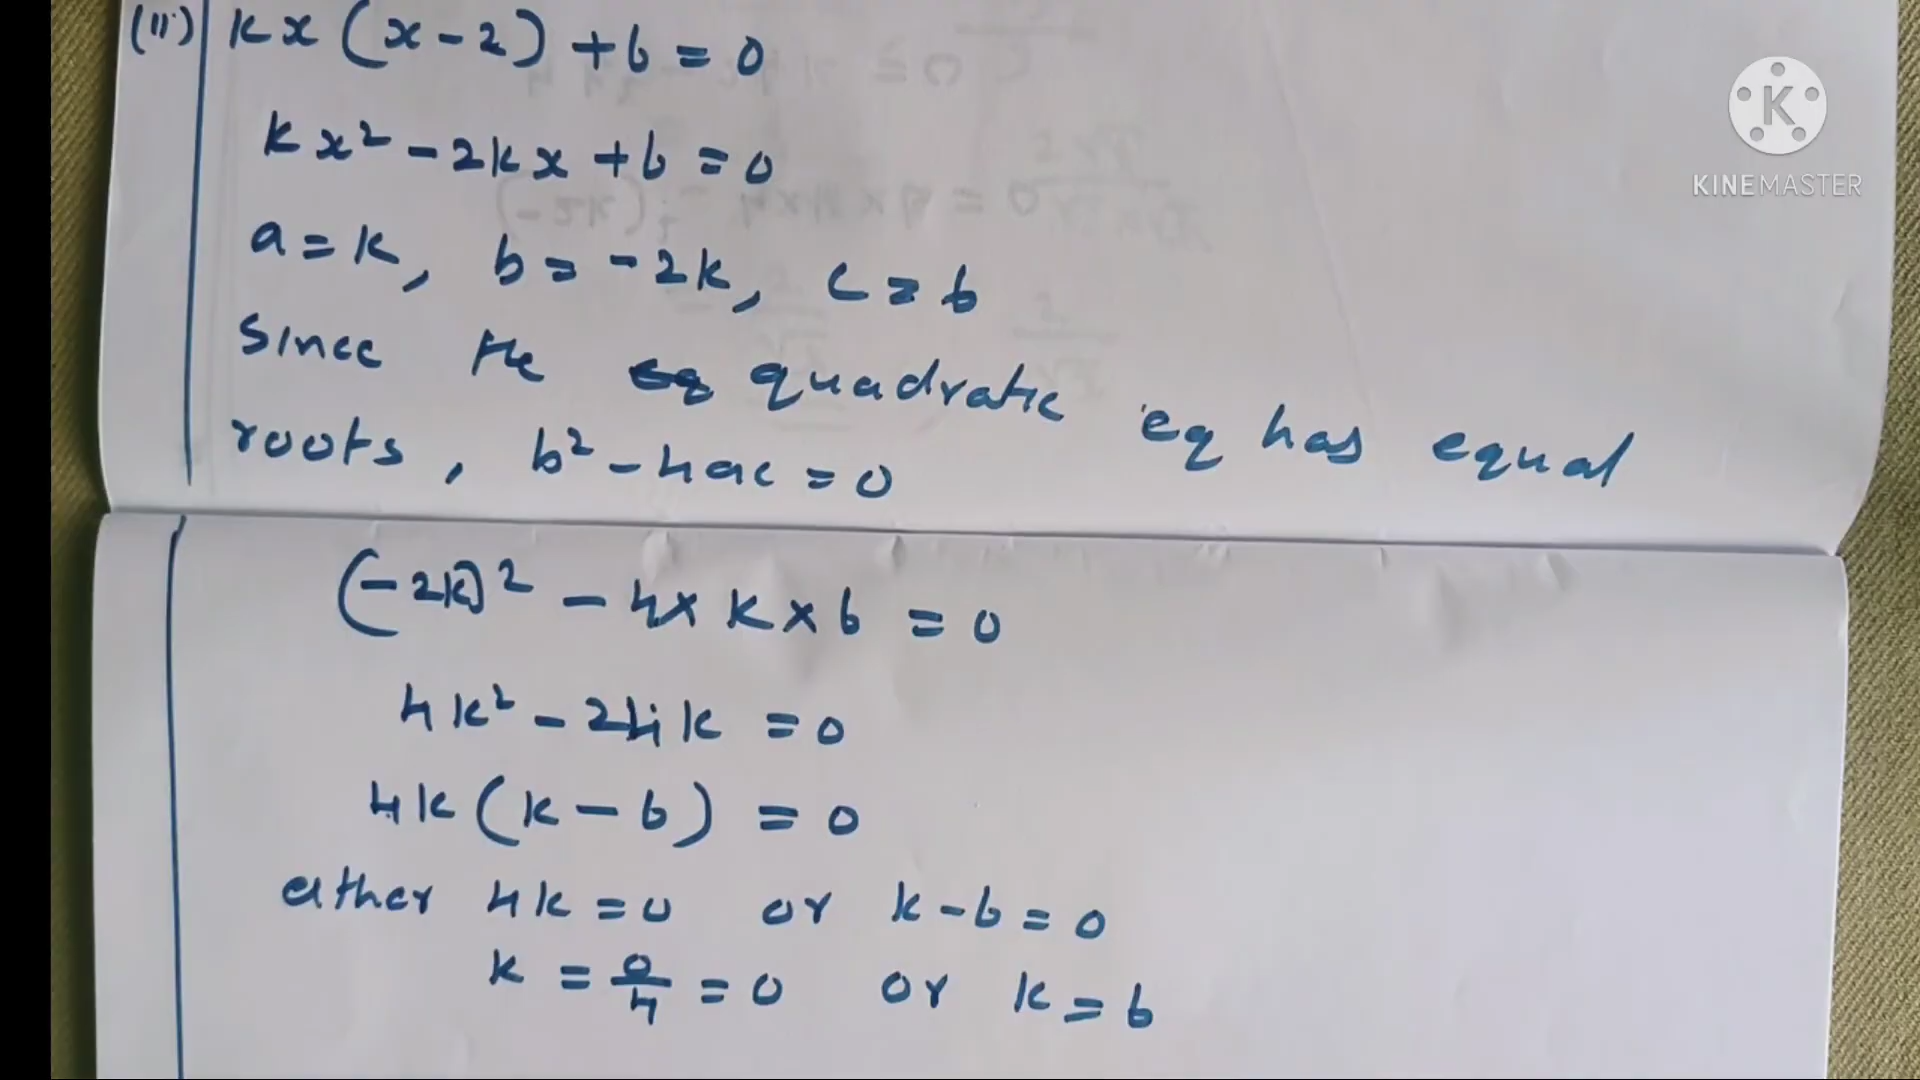 (ii) kx(x-2) +6 = 0
kx² - 2kx + 6 = 0
a = k, b = -2k, c = 6
Since the eq quadratic eq has equal
roots, b² - 4ac = 0
(-2k)² - 4 × k × 6 = 0
4k² - 24k = 0
4k(k - 6) = 0
either 4k = 0 or k - 6 = 0
k = 0/4 = 0 or k = 6
K
KINEMASTER